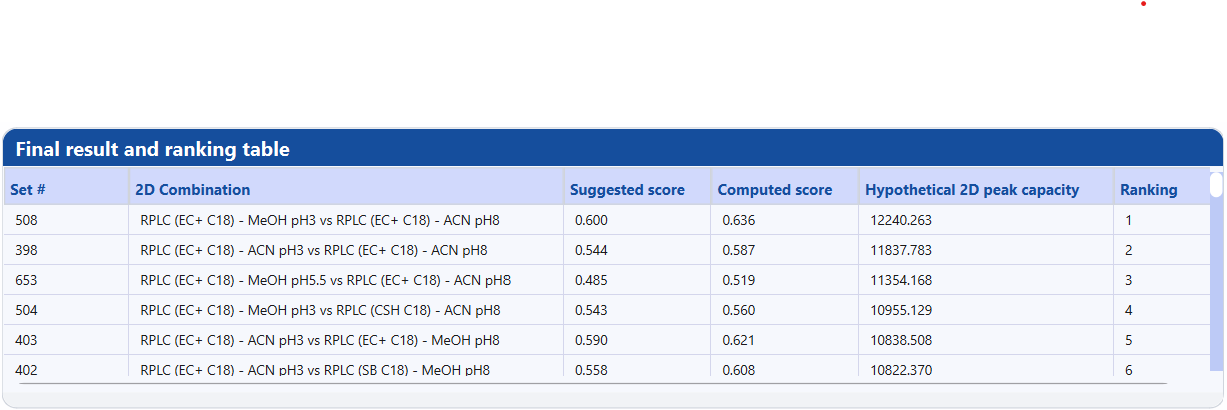 Final result and ranking table
Set # 2D Combination Suggested score Computed score Hypothetical 2D peak capacity Ranking
508 RPLC (EC+ C18) - MeOH pH3 vs RPLC (EC+ C18) - ACN pH8 0.600 0.636 12240.263 1
398 RPLC (EC+ C18) - ACN pH3 vs RPLC (EC+ C18) - ACN pH8 0.544 0.587 11837.783 2
653 RPLC (EC+ C18) - MeOH pH5.5 vs RPLC (EC+ C18) - ACN pH8 0.485 0.519 11354.168 3
504 RPLC (EC+ C18) - MeOH pH3 vs RPLC (CSH C18) - ACN pH8 0.543 0.560 10955.129 4
403 RPLC (EC+ C18) - ACN pH3 vs RPLC (EC+ C18) - MeOH pH8 0.590 0.621 10838.508 5
402 RPLC (EC+ C18) - ACN pH3 vs RPLC (SB C18) - MeOH pH8 0.558 0.608 10822.370 6